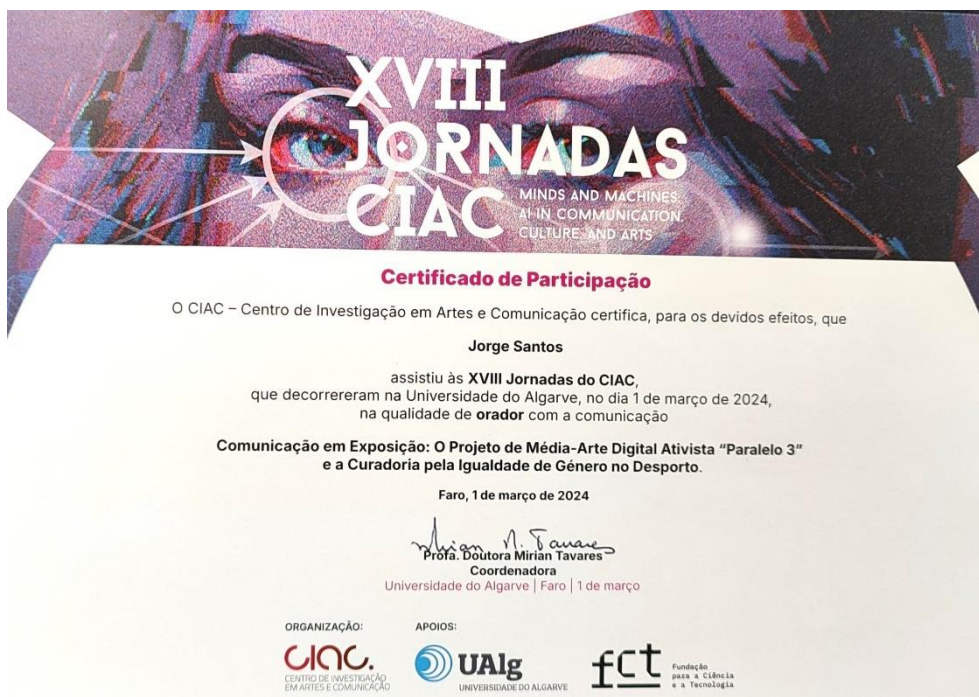 XVIII
JORNADAS
CIAC
MINDS AND MACHINES:
AI IN COMMUNICATION,
CULTURE, AND ARTS
Certificado de Participação
O CIAC – Centro de Investigação em Artes e Comunicação certifica, para os devidos efeitos, que
Jorge Santos
assistiu às XVIII Jornadas do CIAC,
que decorreram na Universidade do Algarve, no dia 1 de março de 2024,
na qualidade de orador com a comunicação
Comunicação em Exposição: O Projeto de Média-Arte Digital Ativista “Paralelo 3”
e a Curadoria pela Igualdade de Género no Desporto.
Faro, 1 de março de 2024
Mirian N. Tavares
Profa. Doutora Mirian Tavares
Coordenadora
Universidade do Algarve | Faro | 1 de março
ORGANIZAÇÃO:
APOIOS:
ciac.
CENTRO DE INVESTIGAÇÃO
EM ARTES E COMUNICAÇÃO
UAlg
UNIVERSIDADE DO ALGARVE
fct
Fundação
para a Ciência
e a Tecnologia